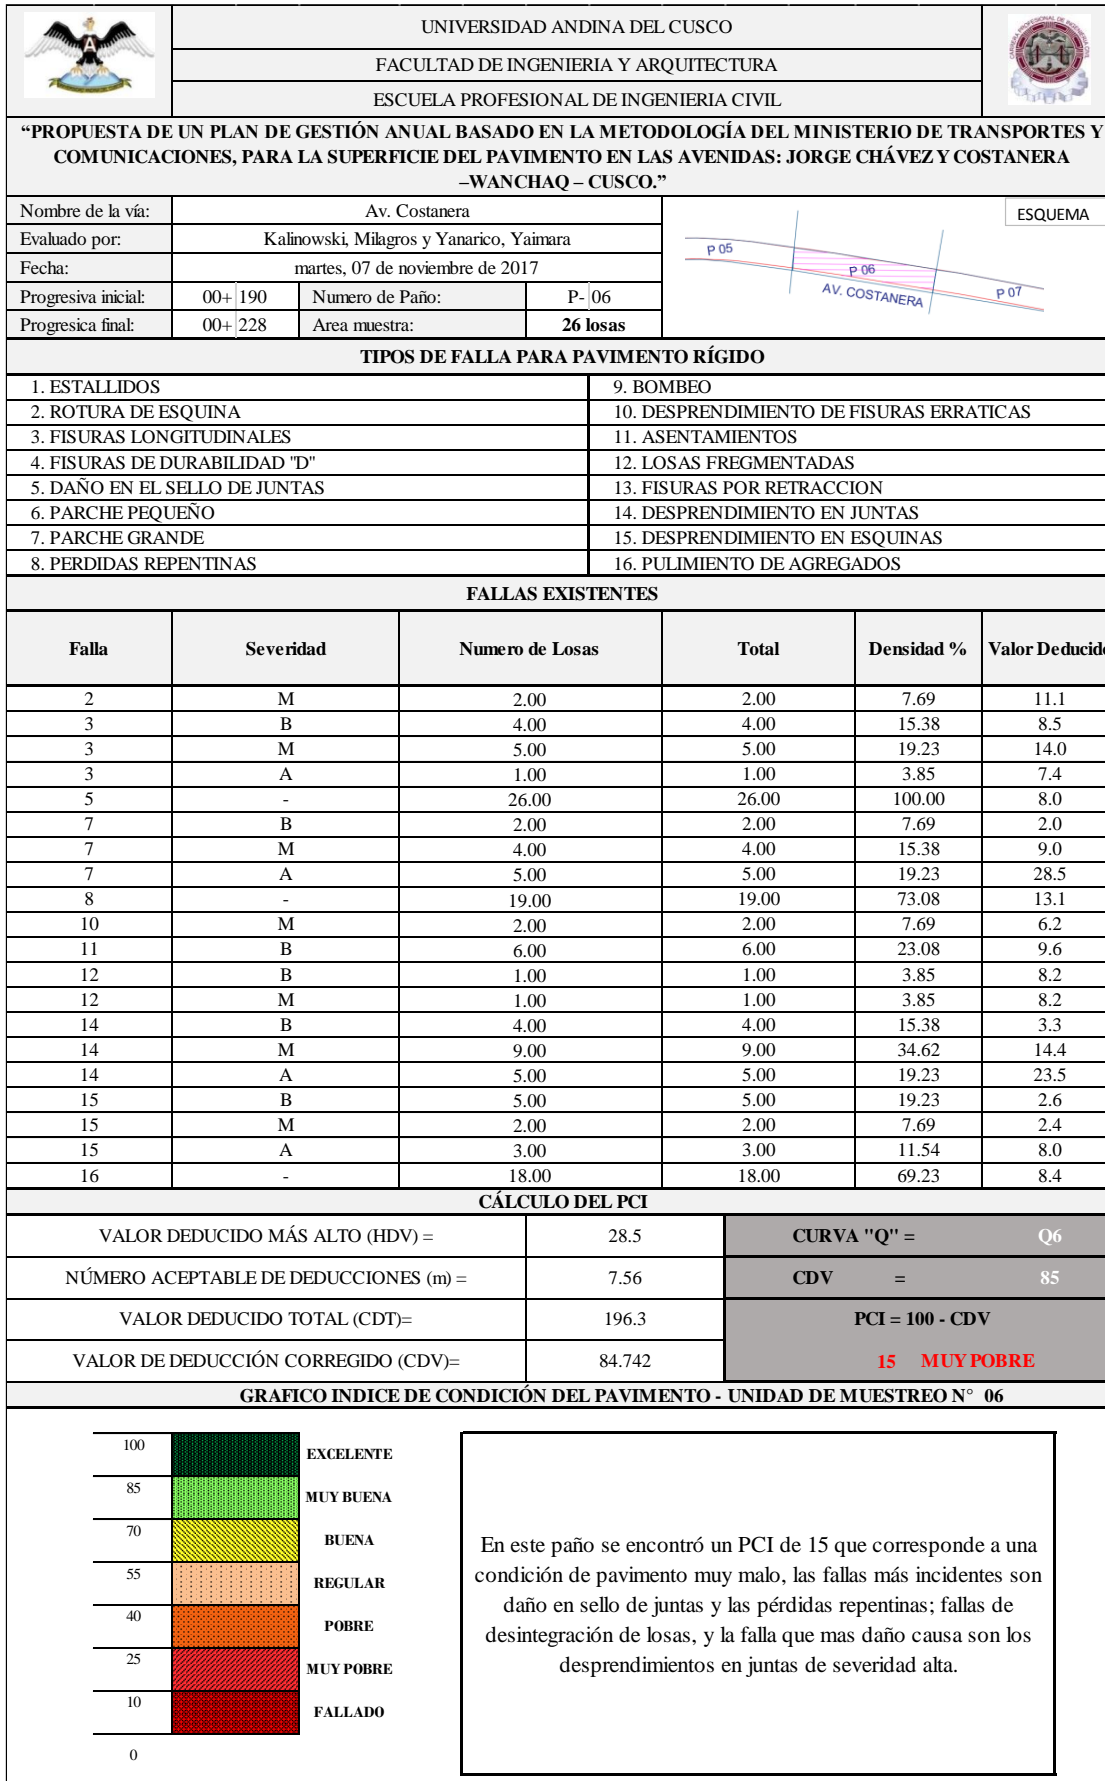 UNIVERSIDAD ANDINA DEL CUSCO
FACULTAD DE INGENIERIA Y ARQUITECTURA
ESCUELA PROFESIONAL DE INGENIERIA CIVIL
“PROPUESTA DE UN PLAN DE GESTIÓN ANUAL BASADO EN LA METODOLOGÍA DEL MINISTERIO DE TRANSPORTES Y
COMUNICACIONES, PARA LA SUPERFICIE DEL PAVIMENTO EN LAS AVENIDAS: JORGE CHÁVEZ Y COSTANERA
–WANCHAQ – CUSCO.”
Nombre de la vía: Av. Costanera
Evaluado por: Kalinowski, Milagros y Yanarico, Yaimara
Fecha: martes, 07 de noviembre de 2017
Progresiva inicial: 00+ 190 Numero de Paño: P- 06
Progresica final: 00+ 228 Area muestra: 26 losas
ESQUEMA
P 05
P 06
AV. COSTANERA
P 07
TIPOS DE FALLA PARA PAVIMENTO RÍGIDO
1. ESTALLIDOS 9. BOMBEO
2. ROTURA DE ESQUINA 10. DESPRENDIMIENTO DE FISURAS ERRATICAS
3. FISURAS LONGITUDINALES 11. ASENTAMIENTOS
4. FISURAS DE DURABILIDAD "D" 12. LOSAS FREGMENTADAS
5. DAÑO EN EL SELLO DE JUNTAS 13. FISURAS POR RETRACCION
6. PARCHE PEQUEÑO 14. DESPRENDIMIENTO EN JUNTAS
7. PARCHE GRANDE 15. DESPRENDIMIENTO EN ESQUINAS
8. PERDIDAS REPENTINAS 16. PULIMIENTO DE AGREGADOS
FALLAS EXISTENTES
Falla Severidad Numero de Losas Total Densidad % Valor Deducido
2 M 2.00 2.00 7.69 11.1
3 B 4.00 4.00 15.38 8.5
3 M 5.00 5.00 19.23 14.0
3 A 1.00 1.00 3.85 7.4
5 - 26.00 26.00 100.00 8.0
7 B 2.00 2.00 7.69 2.0
7 M 4.00 4.00 15.38 9.0
7 A 5.00 5.00 19.23 28.5
8 - 19.00 19.00 73.08 13.1
10 M 2.00 2.00 7.69 6.2
11 B 6.00 6.00 23.08 9.6
12 B 1.00 1.00 3.85 8.2
12 M 1.00 1.00 3.85 8.2
14 B 4.00 4.00 15.38 3.3
14 M 9.00 9.00 34.62 14.4
14 A 5.00 5.00 19.23 23.5
15 B 5.00 5.00 19.23 2.6
15 M 2.00 2.00 7.69 2.4
15 A 3.00 3.00 11.54 8.0
16 - 18.00 18.00 69.23 8.4
CÁLCULO DEL PCI
VALOR DEDUCIDO MÁS ALTO (HDV) = 28.5 CURVA "Q" = Q6
NÚMERO ACEPTABLE DE DEDUCCIONES (m) = 7.56 CDV = 85
VALOR DEDUCIDO TOTAL (CDT)= 196.3 PCI = 100 - CDV
VALOR DE DEDUCCIÓN CORREGIDO (CDV)= 84.742 15 MUY POBRE
GRAFICO INDICE DE CONDICIÓN DEL PAVIMENTO - UNIDAD DE MUESTREO N° 06
100 EXCELENTE
85 MUY BUENA
70 BUENA
55 REGULAR
40 POBRE
25 MUY POBRE
10 FALLADO
0
En este paño se encontró un PCI de 15 que corresponde a una
condición de pavimento muy malo, las fallas más incidentes son
daño en sello de juntas y las pérdidas repentinas; fallas de
desintegración de losas, y la falla que mas daño causa son los
desprendimientos en juntas de severidad alta.